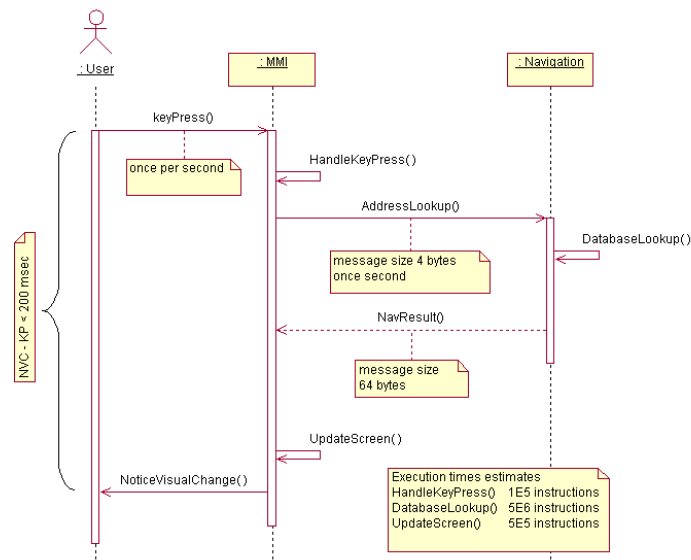 : User
: MMI
: Navigation
keyPress()
once per second
HandleKeyPress()
AddressLookup()
DatabaseLookup()
message size 4 bytes
once second
NVC - KP < 200 msec
NavResult()
message size
64 bytes
UpdateScreen()
NoticeVisualChange()
Execution times estimates
HandleKeyPress() 1E5 instructions
DatabaseLookup() 5E6 instructions
UpdateScreen() 5E5 instructions